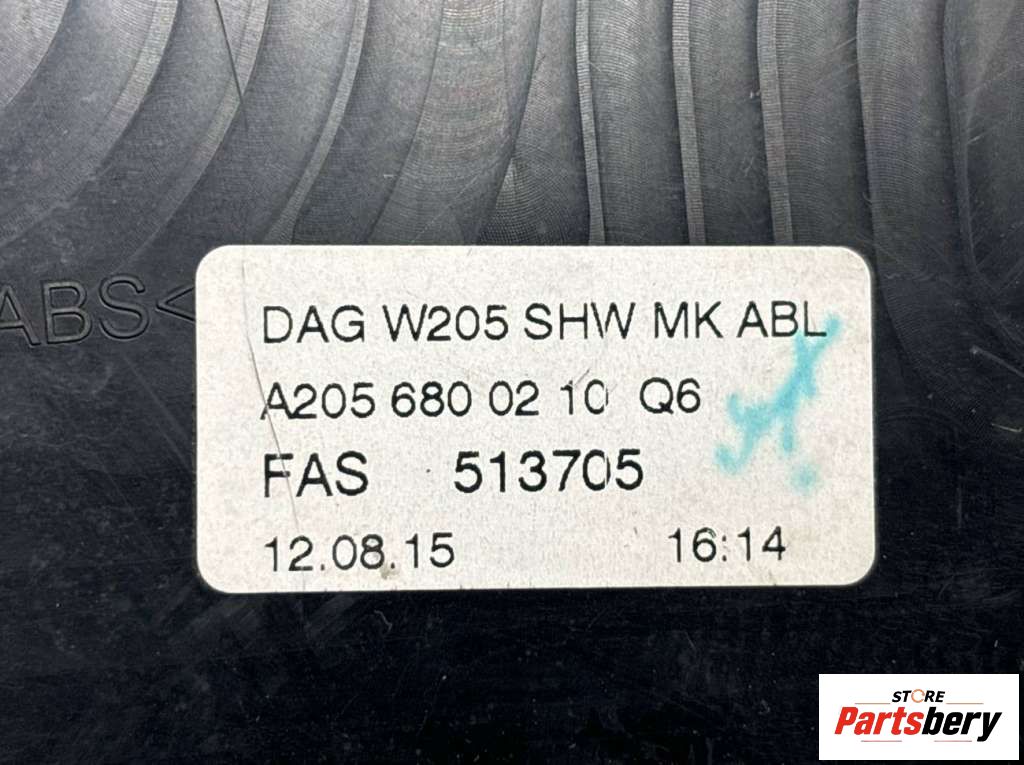 ABS<
DAG W205 SHW MK ABL
A205 680 02 10 Q6
FAS 513705
12.08.15 16:14
STORE
Partsbery